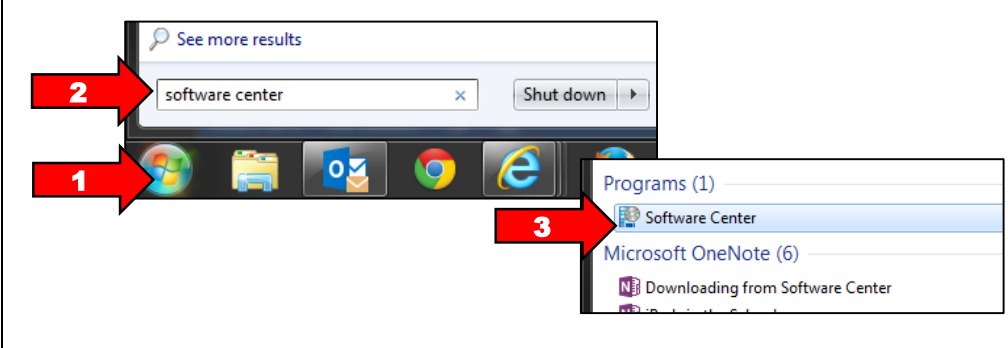 See more results
2
software center
Shut down
1
Programs (1)
3
Software Center
Microsoft OneNote (6)
Downloading from Software Center